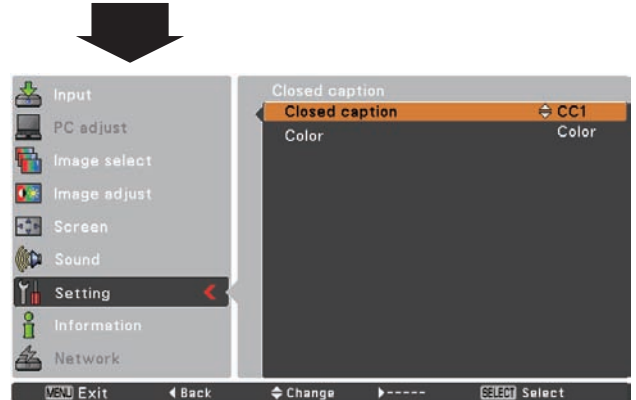 Input
PC adjust
Image select
Image adjust
Screen
Sound
Setting
Information
Network
Closed caption
Closed caption CC1
Color Color
MENU Exit Back Change ----- SELECT Select